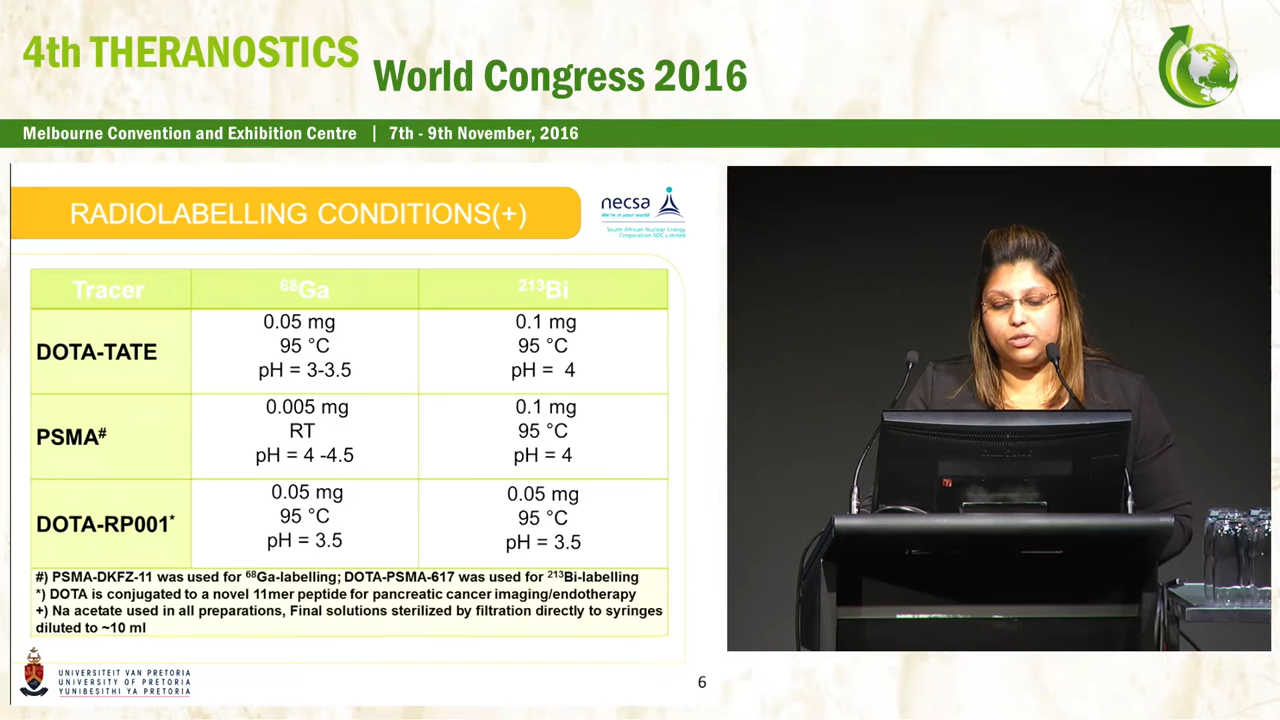 4th THERANOSTICS
World Congress 2016
Melbourne Convention and Exhibition Centre | 7th - 9th November, 2016
RADIOLABELLING CONDITIONS(+)
necsa
We're in your world
South African Nuclear Energy
Corporation SOC Limited
Tracer 68Ga 213Bi
DOTA-TATE
0.05 mg
95 °C
pH = 3-3.5
0.1 mg
95 °C
pH = 4
PSMA#
0.005 mg
RT
pH = 4 -4.5
0.1 mg
95 °C
pH = 4
DOTA-RP001*
0.05 mg
95 °C
pH = 3.5
0.05 mg
95 °C
pH = 3.5
#) PSMA-DKFZ-11 was used for 68Ga-labelling; DOTA-PSMA-617 was used for 213Bi-labelling
*) DOTA is conjugated to a novel 11mer peptide for pancreatic cancer imaging/endotherapy
+) Na acetate used in all preparations, Final solutions sterilized by filtration directly to syringes
diluted to ~10 ml
UNIVERSITEIT VAN PRETORIA
UNIVERSITY OF PRETORIA
YUNIBESITHI YA PRETORIA
6